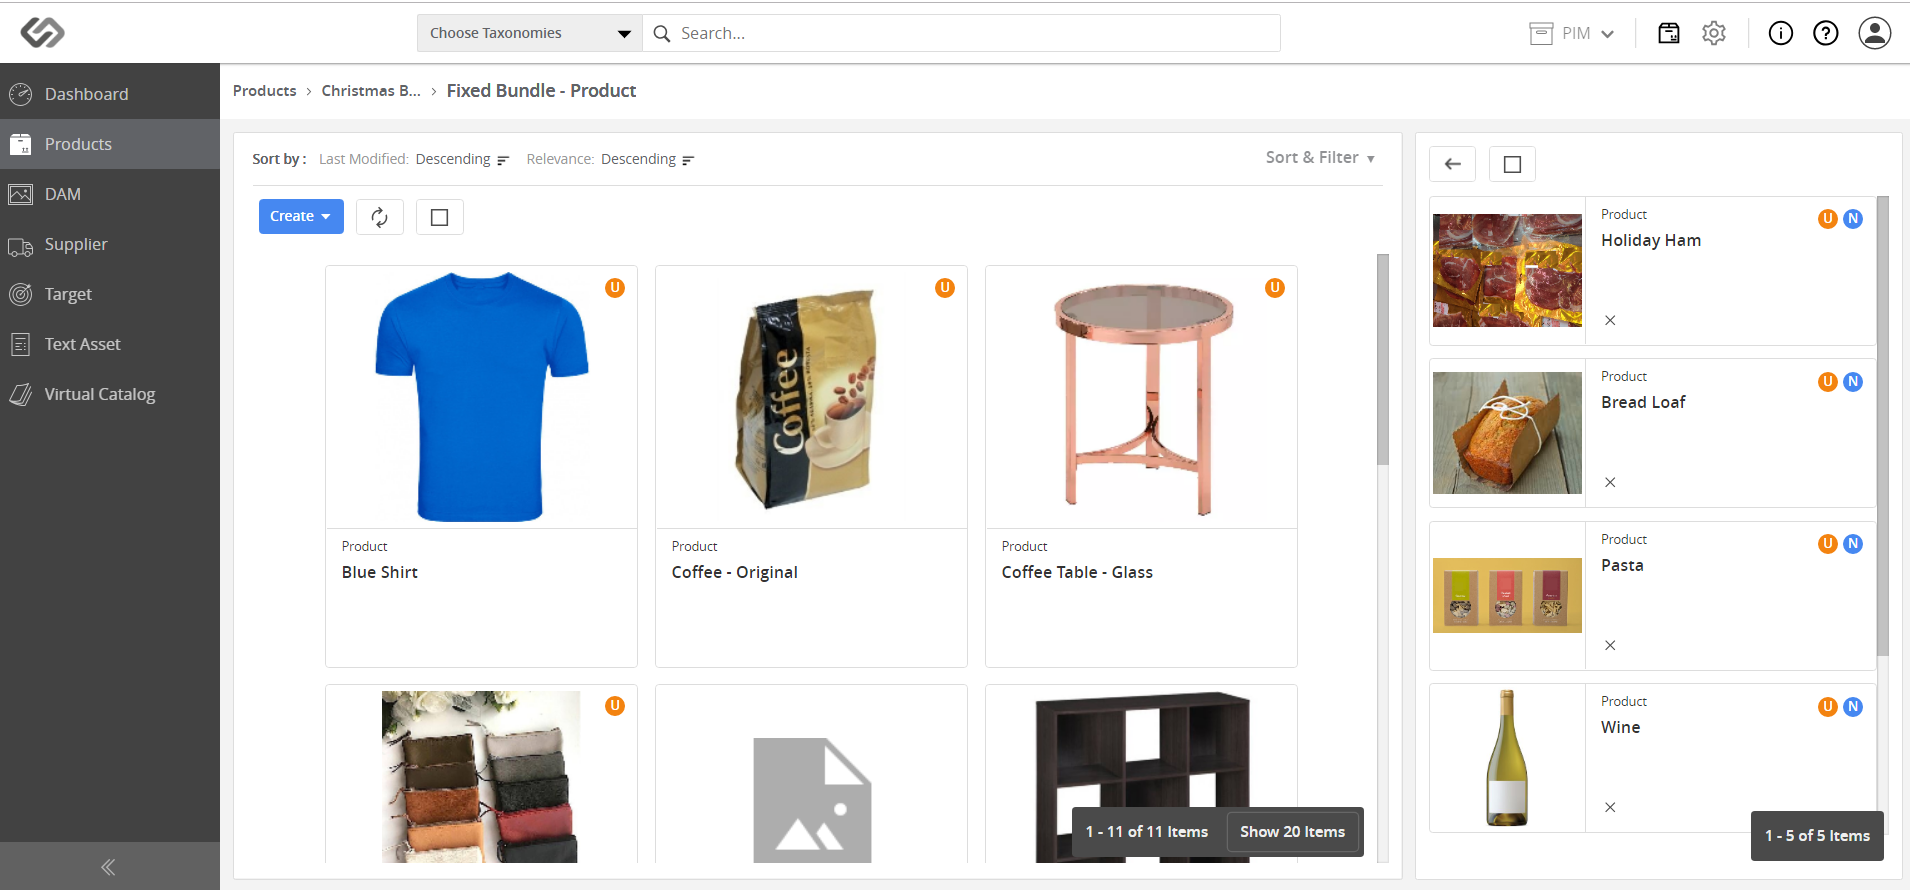 Choose Taxonomies
Search...
PIM
Dashboard
Products
DAM
Supplier
Target
Text Asset
Virtual Catalog
Products › Christmas B... › Fixed Bundle - Product
Sort by : Last Modified: Descending Relevance: Descending
Sort & Filter
Create
U
Product
Blue Shirt
Coffee
U
Product
Coffee - Original
U
Product
Coffee Table - Glass
U
1 - 11 of 11 Items
Show 20 Items
Product
Holiday Ham
U N
Product
Bread Loaf
U N
Product
Pasta
U N
Product
Wine
U N
1 - 5 of 5 Items